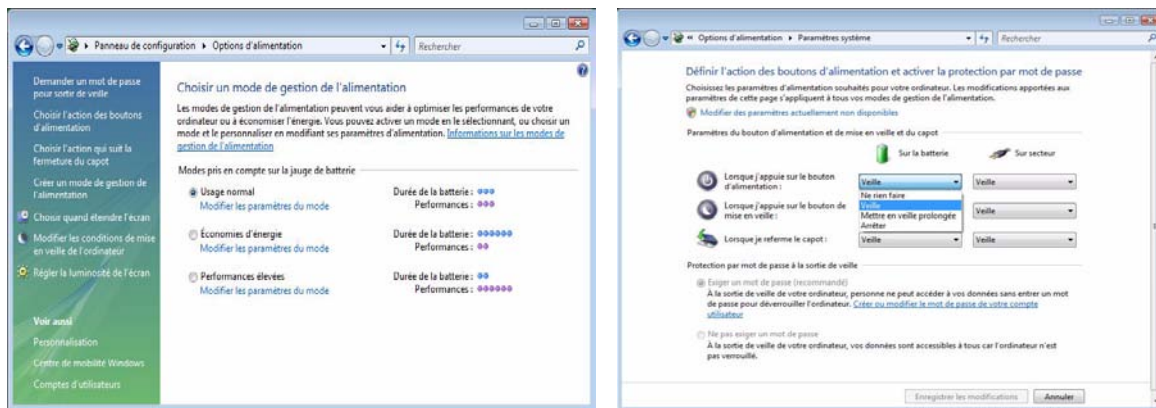 Panneau de configuration Options d'alimentation
Rechercher
Demander un mot de passe
pour sortir de veille
Choisir l'action des boutons
d'alimentation
Choisir l'action qui suit la
fermeture du capot
Créer un mode de gestion de
l'alimentation
Choisir quand éteindre l'écran
Modifier les conditions de mise
en veille de l'ordinateur
Régler la luminosité de l'écran
Voir aussi
Personnalisation
Centre de mobilité Windows
Comptes d'utilisateurs
Choisir un mode de gestion de l'alimentation
Les modes de gestion de l'alimentation peuvent vous aider à optimiser les performances de votre
ordinateur ou à économiser l'énergie. Vous pouvez activer un mode en le sélectionnant, ou choisir un
mode et le personnaliser en modifiant ses paramètres d'alimentation. Informations sur les modes de
gestion de l'alimentation
Modes pris en compte sur la jauge de batterie
Usage normal Durée de la batterie :
Modifier les paramètres du mode Performances :
Économies d'énergie Durée de la batterie :
Modifier les paramètres du mode Performances :
Performances élevées Durée de la batterie :
Modifier les paramètres du mode Performances :
« Options d'alimentation Paramètres système
Rechercher
Définir l'action des boutons d'alimentation et activer la protection par mot de passe
Choisissez les paramètres d'alimentation souhaités pour votre ordinateur. Les modifications apportées aux
paramètres de cette page s'appliquent à tous vos modes de gestion de l'alimentation.
Modifier des paramètres actuellement non disponibles
Paramètres du bouton d'alimentation et de mise en veille et du capot
Sur la batterie Sur secteur
Lorsque j'appuie sur le bouton
d'alimentation : Veille Veille
Ne rien faire
Veille
Mettre en veille prolongée
Arrêter
Lorsque j'appuie sur le bouton de
mise en veille : Veille
Lorsque je referme le capot : Veille Veille
Protection par mot de passe à la sortie de veille
Exiger un mot de passe (recommandé)
À la sortie de veille de votre ordinateur, personne ne peut accéder à vos données sans entrer un mot
de passe pour déverrouiller l'ordinateur. Créer ou modifier le mot de passe de votre compte
utilisateur
Ne pas exiger un mot de passe
À la sortie de veille de votre ordinateur, vos données sont accessibles à tous car l'ordinateur n'est
pas verrouillé.
Enregistrer les modifications Annuler